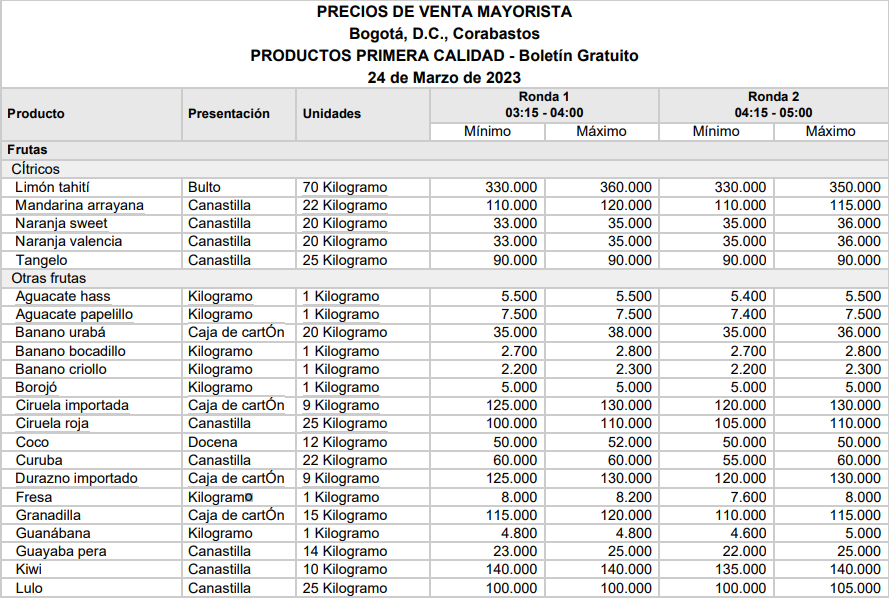 PRECIOS DE VENTA MAYORISTA
Bogotá, D.C., Corabastos
PRODUCTOS PRIMERA CALIDAD - Boletín Gratuito
24 de Marzo de 2023
Producto Presentación Unidades Ronda 1 03:15 - 04:00 Ronda 2 04:15 - 05:00
Mínimo Máximo Mínimo Máximo
Frutas
CÍtricos
Limón tahití Bulto 70 Kilogramo 330.000 360.000 330.000 350.000
Mandarina arrayana Canastilla 22 Kilogramo 110.000 120.000 110.000 115.000
Naranja sweet Canastilla 20 Kilogramo 33.000 35.000 35.000 36.000
Naranja valencia Canastilla 20 Kilogramo 33.000 35.000 35.000 36.000
Tangelo Canastilla 25 Kilogramo 90.000 90.000 90.000 90.000
Otras frutas
Aguacate hass Kilogramo 1 Kilogramo 5.500 5.500 5.400 5.500
Aguacate papelillo Kilogramo 1 Kilogramo 7.500 7.500 7.400 7.500
Banano urabá Caja de cartÓn 20 Kilogramo 35.000 38.000 35.000 36.000
Banano bocadillo Kilogramo 1 Kilogramo 2.700 2.800 2.700 2.800
Banano criollo Kilogramo 1 Kilogramo 2.200 2.300 2.200 2.300
Borojó Kilogramo 1 Kilogramo 5.000 5.000 5.000 5.000
Ciruela importada Caja de cartÓn 9 Kilogramo 125.000 130.000 120.000 130.000
Ciruela roja Canastilla 25 Kilogramo 100.000 110.000 105.000 110.000
Coco Docena 12 Kilogramo 50.000 52.000 50.000 50.000
Curuba Canastilla 22 Kilogramo 60.000 60.000 55.000 60.000
Durazno importado Caja de cartÓn 9 Kilogramo 125.000 130.000 120.000 130.000
Fresa Kilogramo 1 Kilogramo 8.000 8.200 7.600 8.000
Granadilla Caja de cartÓn 15 Kilogramo 115.000 120.000 110.000 115.000
Guanábana Kilogramo 1 Kilogramo 4.800 4.800 4.600 5.000
Guayaba pera Canastilla 14 Kilogramo 23.000 25.000 22.000 25.000
Kiwi Canastilla 10 Kilogramo 140.000 140.000 135.000 140.000
Lulo Canastilla 25 Kilogramo 100.000 100.000 100.000 105.000